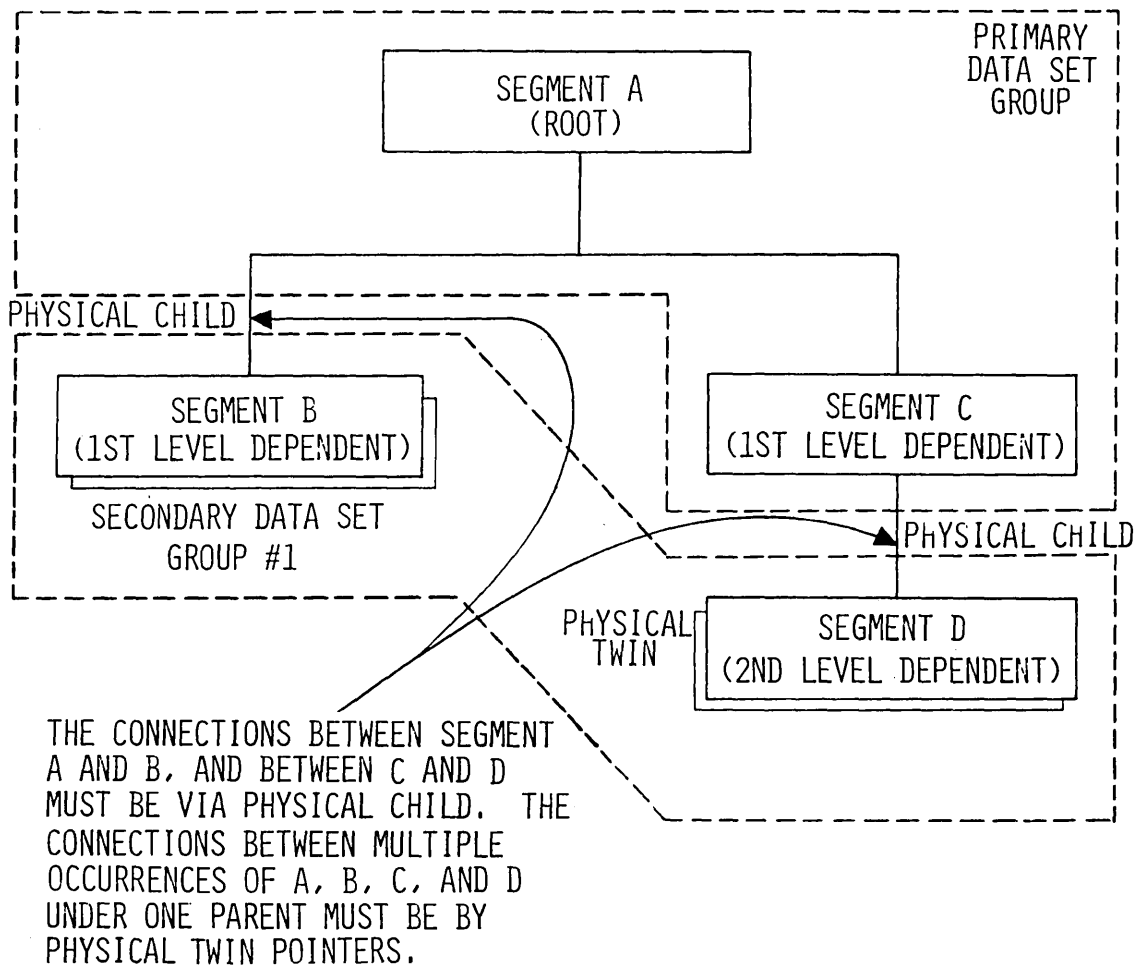 PRIMARY
DATA SET
GROUP
SEGMENT A
(ROOT)
PHYSICAL CHILD
SEGMENT B
(1ST LEVEL DEPENDENT)
SECONDARY DATA SET
GROUP #1
SEGMENT C
(1ST LEVEL DEPENDENT)
PHYSICAL CHILD
PHYSICAL
TWIN
SEGMENT D
(2ND LEVEL DEPENDENT)
THE CONNECTIONS BETWEEN SEGMENT
A AND B, AND BETWEEN C AND D
MUST BE VIA PHYSICAL CHILD. THE
CONNECTIONS BETWEEN MULTIPLE
OCCURRENCES OF A, B, C, AND D
UNDER ONE PARENT MUST BE BY
PHYSICAL TWIN POINTERS.